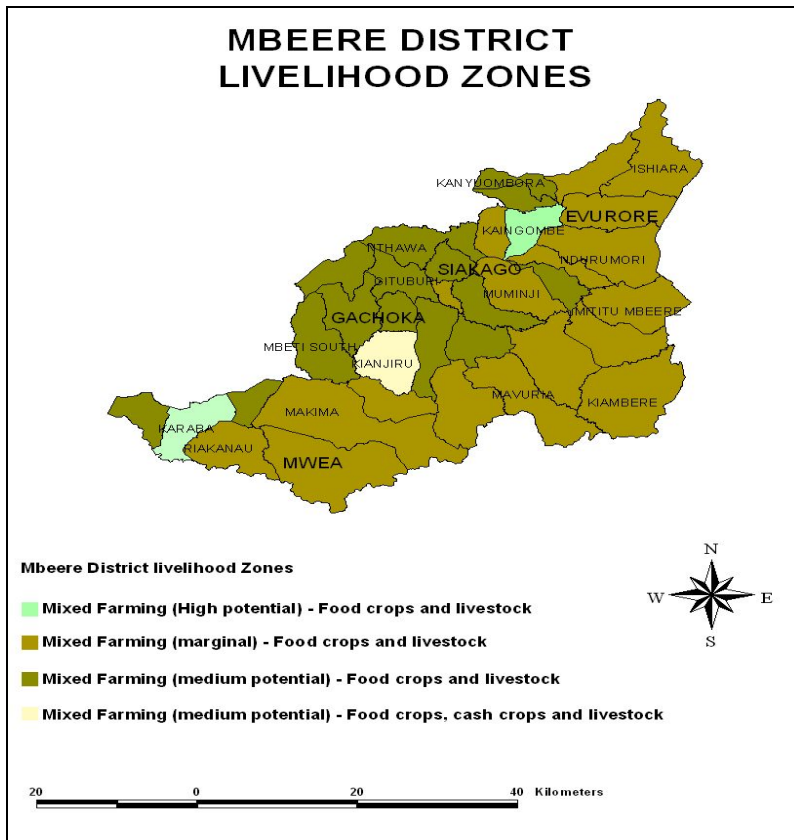 MBEERE DISTRICT
LIVELIHOOD ZONES
ISHIARA
KANYUOMBORA
EVURORE
KAINGOMBE
NTHAWA
NDURUMORI
SIAKAGO
GITUBURI
MUMINJI
IMITITU MBEERE
GACHOKA
MBETI SOUTH
KIANJIRU
MAVURIA
KIAMBERE
MAKIMA
KARABA
RIAKANAU
MWEA
Mbeere District livelihood Zones
Mixed Farming (High potential) - Food crops and livestock
Mixed Farming (marginal) - Food crops and livestock
Mixed Farming (medium potential) - Food crops and livestock
Mixed Farming (medium potential) - Food crops, cash crops and livestock
N
W E
S
20 0 20 40 Kilometers